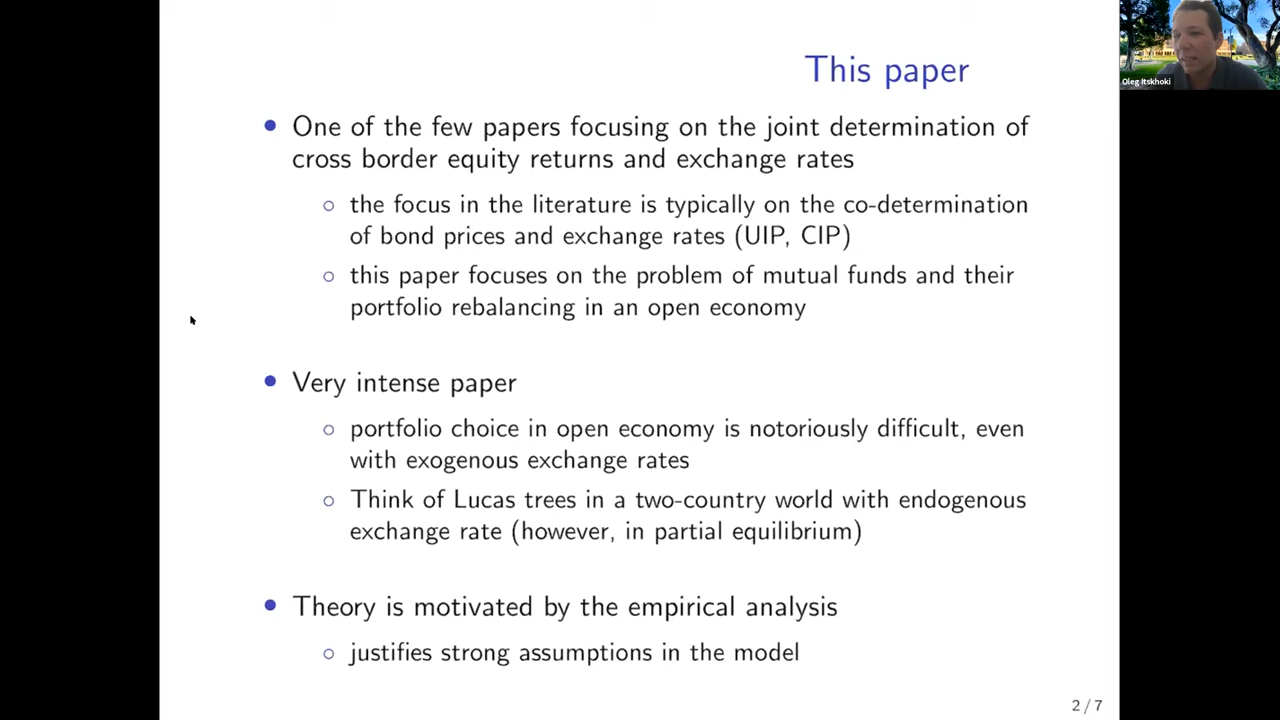 This paper
• One of the few papers focusing on the joint determination of
cross border equity returns and exchange rates
○ the focus in the literature is typically on the co-determination
of bond prices and exchange rates (UIP, CIP)
○ this paper focuses on the problem of mutual funds and their
portfolio rebalancing in an open economy
• Very intense paper
○ portfolio choice in open economy is notoriously difficult, even
with exogenous exchange rates
○ Think of Lucas trees in a two-country world with endogenous
exchange rate (however, in partial equilibrium)
• Theory is motivated by the empirical analysis
○ justifies strong assumptions in the model
2 / 7
Oleg Itskhoki